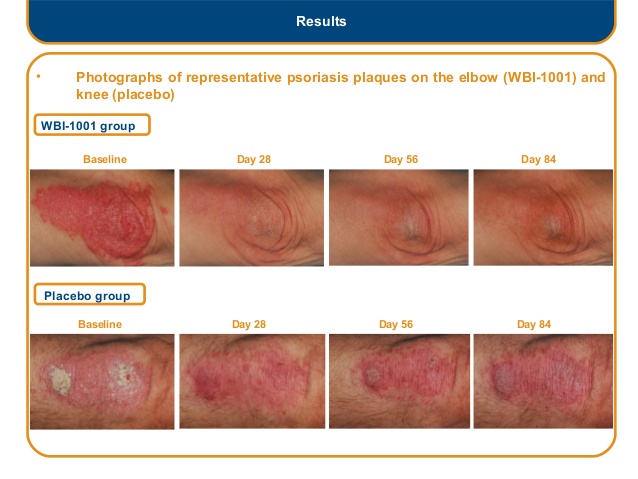 Results
• Photographs of representative psoriasis plaques on the elbow (WBI-1001) and
knee (placebo)
WBI-1001 group
Baseline Day 28 Day 56 Day 84
Placebo group
Baseline Day 28 Day 56 Day 84